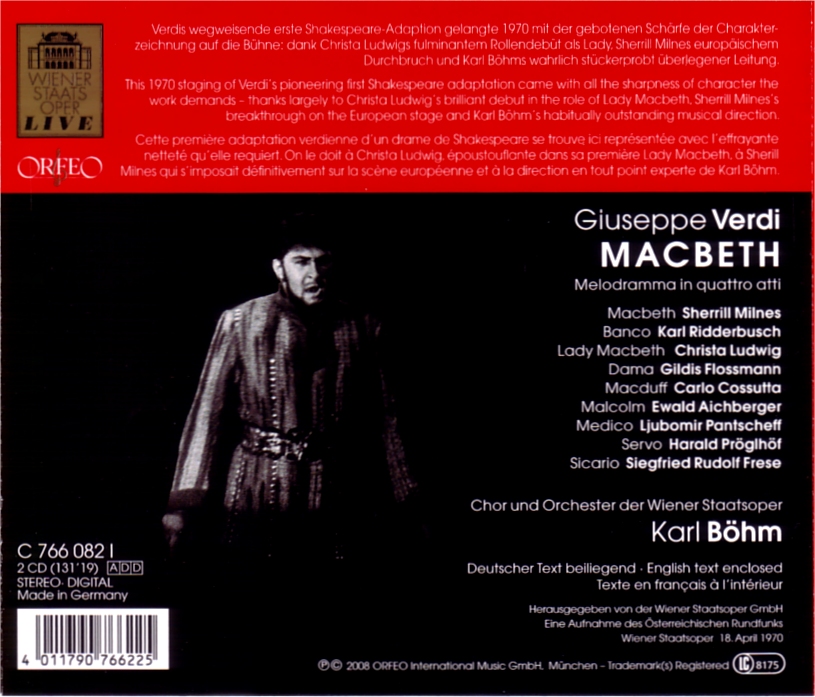 Verdis wegweisende erste Shakespeare-Adaption gelangte 1970 mit der gebotenen Schärfe der Charakter-
zeichnung auf die Bühne: dank Christa Ludwigs fulminantem Rollendebüt als Lady, Sherrill Milnes europäischem
Durchbruch und Karl Böhms wahrlich stückerprobt überlegener Leitung.
This 1970 staging of Verdi's pioneering first Shakespeare adaptation came with all the sharpness of character the
work demands – thanks largely to Christa Ludwig's brilliant debut in the role of Lady Macbeth, Sherrill Milnes's
breakthrough on the European stage and Karl Böhm's habitually outstanding musical direction.
Cette première adaptation verdienne d'un drame de Shakespeare se trouve ici représentée avec l'effrayante
netteté qu'elle requiert. On le doit à Christa Ludwig, époustouflante dans sa première Lady Macbeth, à Sherill
Milnes qui s'imposait définitivement sur la scène européenne et à la direction en tout point experte de Karl Böhm.
WIENER
STAATS
OPER
LIVE
ORFEO
Giuseppe Verdi
MACBETH
Melodramma in quattro atti
Macbeth Sherrill Milnes
Banco Karl Ridderbusch
Lady Macbeth Christa Ludwig
Dama Gildis Flossmann
Macduff Carlo Cossutta
Malcolm Ewald Aichberger
Medico Ljubomir Pantscheff
Servo Harald Pröglhöf
Sicario Siegfried Rudolf Frese
Chor und Orchester der Wiener Staatsoper
Karl Böhm
Deutscher Text beiliegend · English text enclosed
Texte en français à l'intérieur
Herausgegeben von der Wiener Staatsoper GmbH
Eine Aufnahme des Österreichischen Rundfunks
Wiener Staatsoper 18. April 1970
C 766 082 I
2 CD (131'19) ADD
STEREO · DIGITAL
Made in Germany
4 011790 766225
℗© 2008 ORFEO International Music GmbH, München – Trademark(s) Registered LC 8175